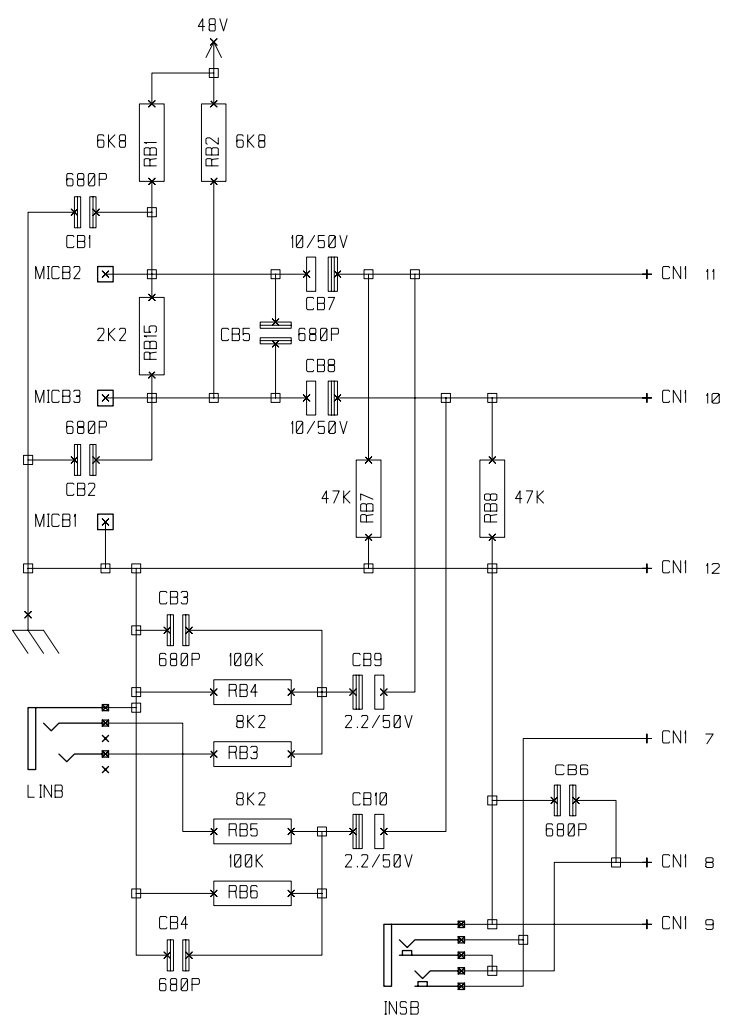 48V
6K8
RB1
RB2
6K8
680P
CB1
10/50V
MICB2
CB7
CN1 11
2K2
RB15
CB5
680P
CB8
MICB3
CN1 10
10/50V
680P
CB2
47K
RB7
RB8
47K
MICB1
CN1 12
CB3
680P
100K
CB9
RB4
8K2
2.2/50V
RB3
CN1 7
LINB
CB6
8K2
CB10
RB5
680P
100K
2.2/50V
CN1 8
RB6
CB4
CN1 9
680P
INSB